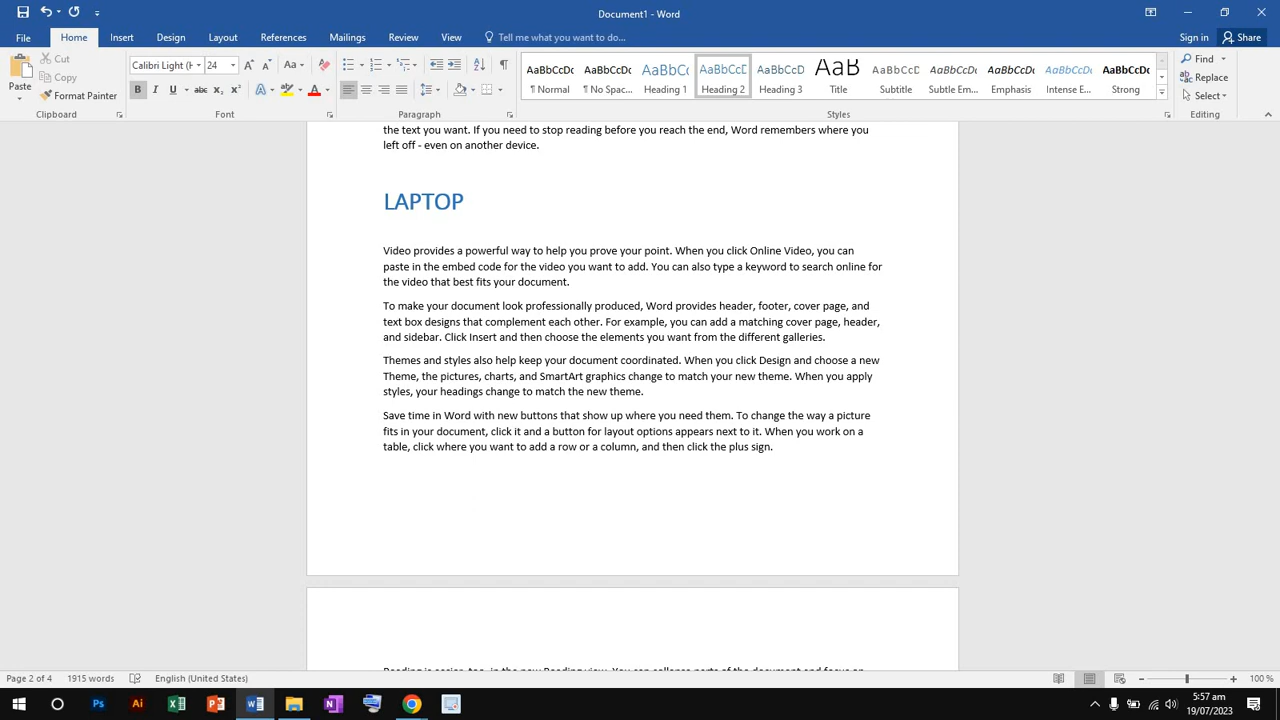 Document1 - Word
File Home Insert Design Layout References Mailings Review View Tell me what you want to do... Sign in Share
Paste
Cut
Copy
Format Painter
Clipboard
Calibri Light (H 24
Font
Paragraph
AaBbCcDc AaBbCcDc AaBbCc AaBbCcE AaBbCcD AaB AaBbCcD AaBbCcDc AaBbCcDc AaBbCcDc AaBbCcDc
¶ Normal ¶ No Spac... Heading 1 Heading 2 Heading 3 Title Subtitle Subtle Em... Emphasis Intense E... Strong
Styles
Find
Replace
Select
Editing
the text you want. If you need to stop reading before you reach the end, Word remembers where you
left off - even on another device.
LAPTOP
Video provides a powerful way to help you prove your point. When you click Online Video, you can
paste in the embed code for the video you want to add. You can also type a keyword to search online for
the video that best fits your document.
To make your document look professionally produced, Word provides header, footer, cover page, and
text box designs that complement each other. For example, you can add a matching cover page, header,
and sidebar. Click Insert and then choose the elements you want from the different galleries.
Themes and styles also help keep your document coordinated. When you click Design and choose a new
Theme, the pictures, charts, and SmartArt graphics change to match your new theme. When you apply
styles, your headings change to match the new theme.
Save time in Word with new buttons that show up where you need them. To change the way a picture
fits in your document, click it and a button for layout options appears next to it. When you work on a
table, click where you want to add a row or a column, and then click the plus sign.
Reading is easier, too, in the new Reading view. You can collapse parts of the document and focus on
Page 2 of 4 1915 words English (United States) 100 %
5:57 am
19/07/2023